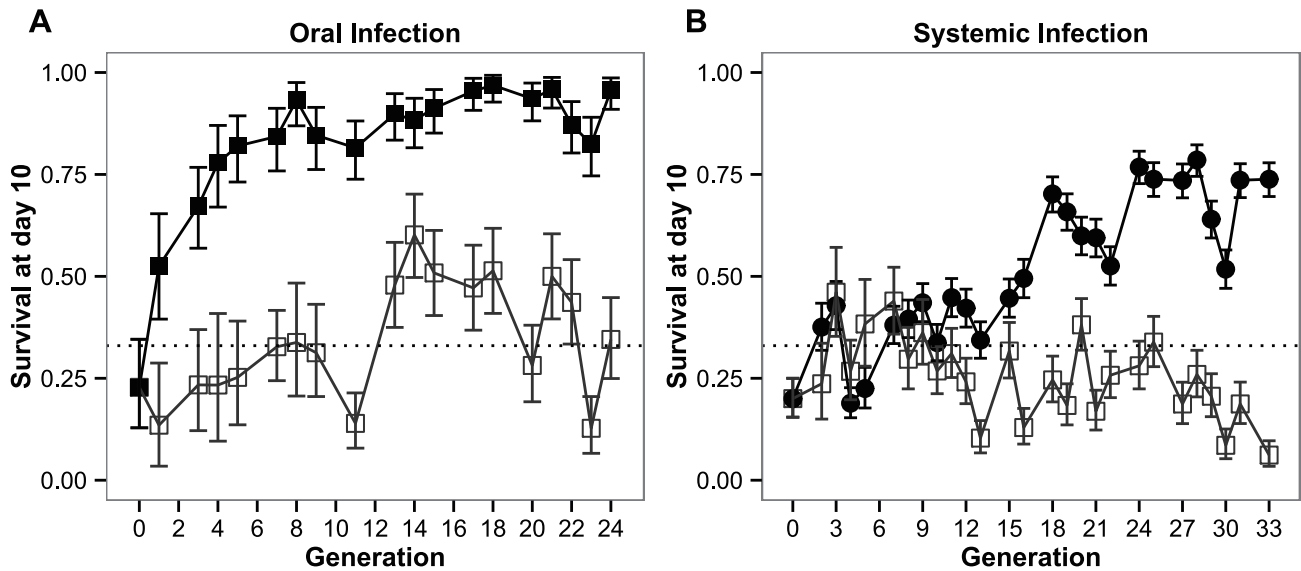 A
Oral Infection
Survival at day 10
1.00
0.75
0.50
0.25
0.00
0 2 4 6 8 10 12 14 16 18 20 22 24
Generation
B
Systemic Infection
Survival at day 10
1.00
0.75
0.50
0.25
0.00
0 3 6 9 12 15 18 21 24 27 30 33
Generation